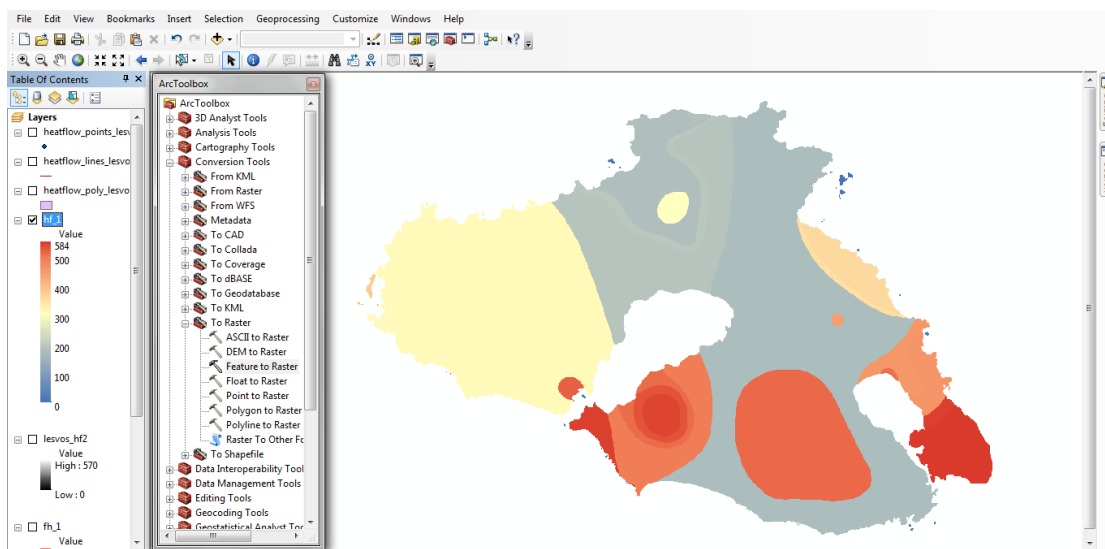 File Edit View Bookmarks Insert Selection Geoprocessing Customize Windows Help
Table Of Contents
Layers
heatflow_points_lesv
heatflow_lines_lesvo
heatflow_poly_lesvo
hf_1
Value
584
500
400
300
200
100
0
lesvos_hf2
Value
High : 570
Low : 0
fh_1
Value
ArcToolbox
ArcToolbox
3D Analyst Tools
Analysis Tools
Cartography Tools
Conversion Tools
From KML
From Raster
From WFS
Metadata
To CAD
To Collada
To Coverage
To dBASE
To Geodatabase
To KML
To Raster
ASCII to Raster
DEM to Raster
Feature to Raster
Float to Raster
Point to Raster
Polygon to Raster
Polyline to Raster
Raster To Other Fo
To Shapefile
Data Interoperability Tool
Data Management Tools
Editing Tools
Geocoding Tools
Geostatistical Analyst Too